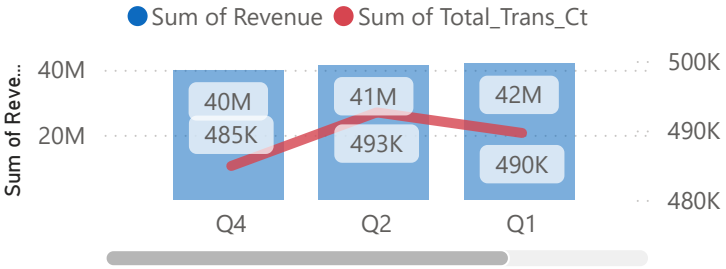 Sum of Revenue Sum of Total_Trans_Ct
Sum of Reve...
40M
20M
500K
490K
480K
40M
485K
41M
493K
42M
490K
Q4 Q2 Q1